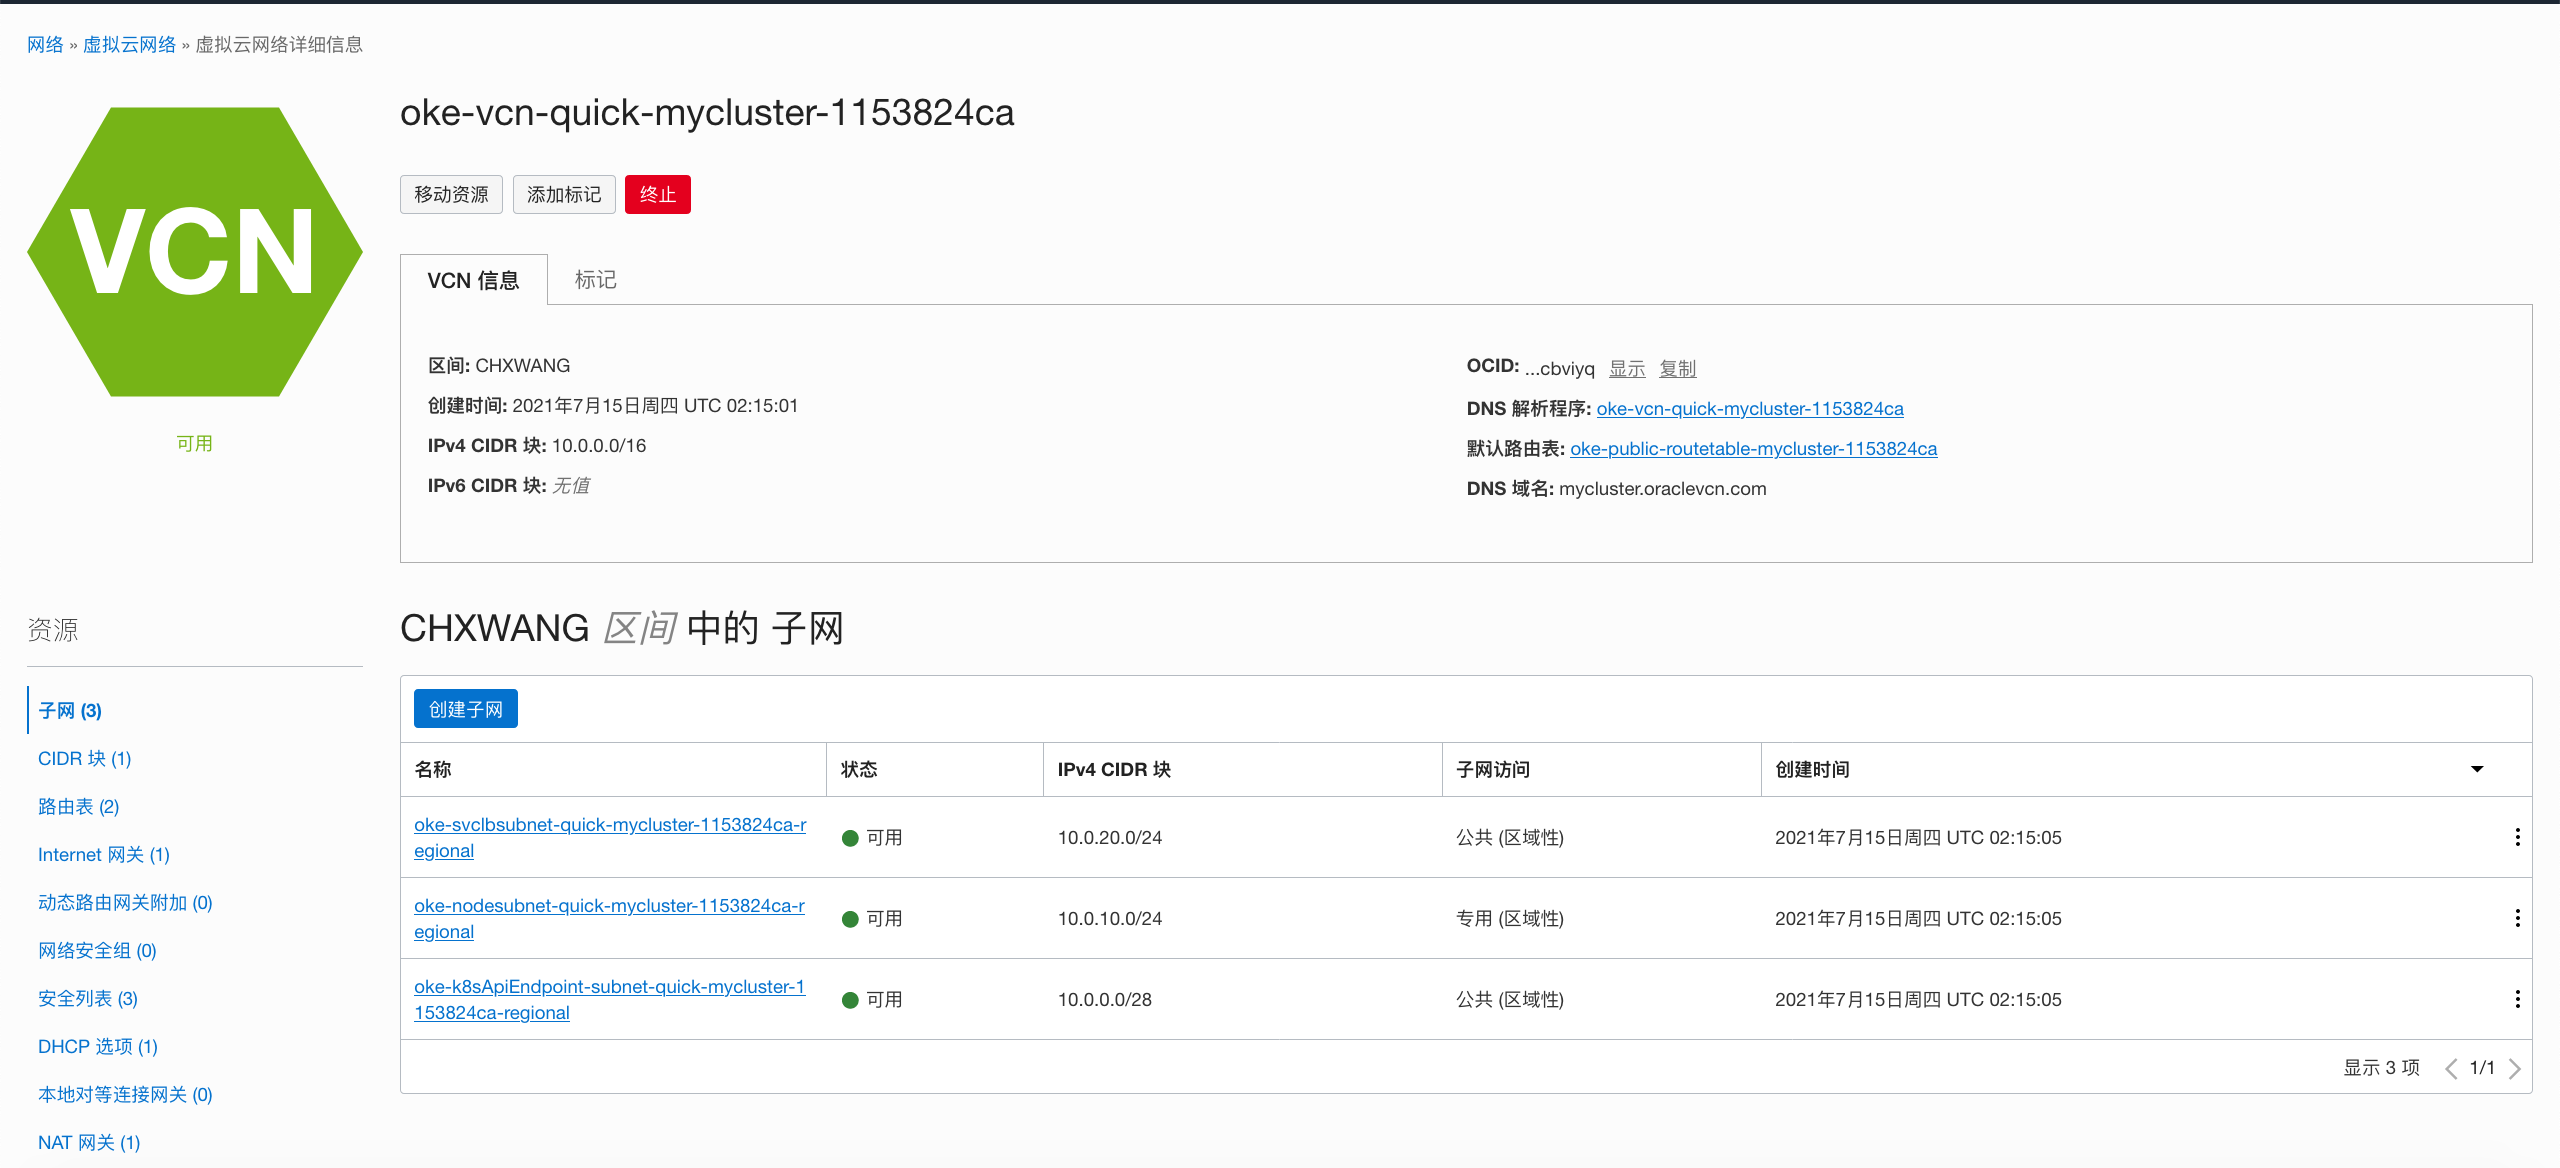 网络 » 虚拟云网络 » 虚拟云网络详细信息
VCN
可用
oke-vcn-quick-mycluster-1153824ca
移动资源 添加标记 终止
VCN 信息 标记
区间: CHXWANG
创建时间: 2021年7月15日周四 UTC 02:15:01
IPv4 CIDR 块: 10.0.0.0/16
IPv6 CIDR 块: 无值
OCID: ...cbviyq 显示 复制
DNS 解析程序: oke-vcn-quick-mycluster-1153824ca
默认路由表: oke-public-routetable-mycluster-1153824ca
DNS 域名: mycluster.oraclevcn.com
资源
子网 (3)
CIDR 块 (1)
路由表 (2)
Internet 网关 (1)
动态路由网关附加 (0)
网络安全组 (0)
安全列表 (3)
DHCP 选项 (1)
本地对等连接网关 (0)
NAT 网关 (1)
CHXWANG 区间 中的 子网
创建子网
名称 状态 IPv4 CIDR 块 子网访问 创建时间
oke-svclbsubnet-quick-mycluster-1153824ca-r
egional
可用 10.0.20.0/24 公共 (区域性) 2021年7月15日周四 UTC 02:15:05
oke-nodesubnet-quick-mycluster-1153824ca-r
egional
可用 10.0.10.0/24 专用 (区域性) 2021年7月15日周四 UTC 02:15:05
oke-k8sApiEndpoint-subnet-quick-mycluster-1
153824ca-regional
可用 10.0.0.0/28 公共 (区域性) 2021年7月15日周四 UTC 02:15:05
显示 3 项 1/1